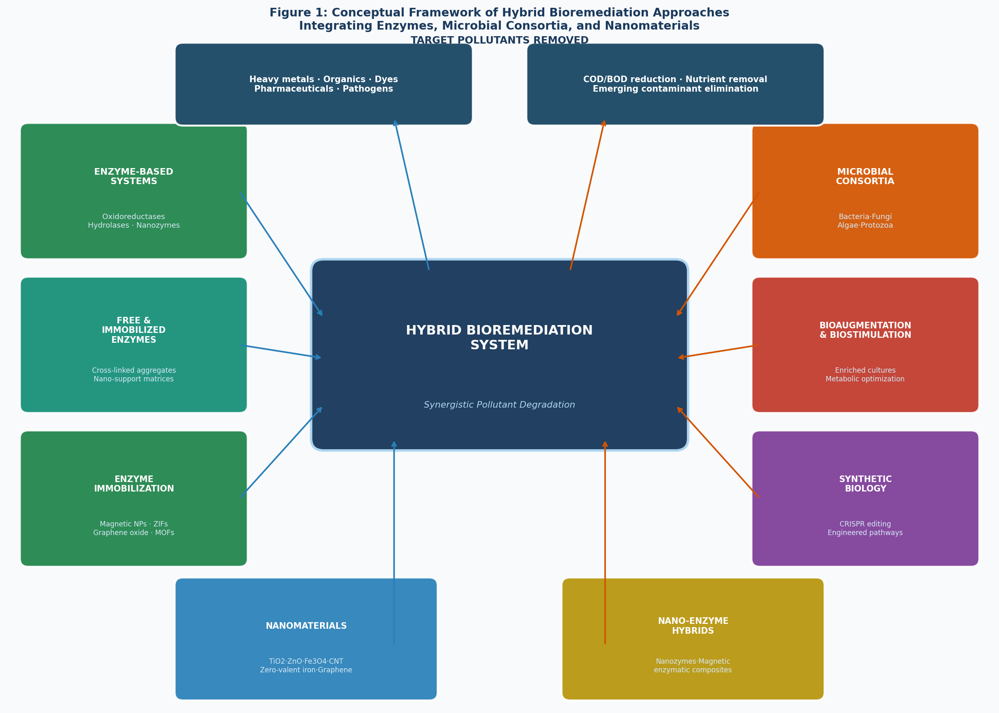 Figure 1: Conceptual Framework of Hybrid Bioremediation Approaches
Integrating Enzymes, Microbial Consortia, and Nanomaterials
TARGET POLLUTANTS REMOVED
Heavy metals · Organics · Dyes
Pharmaceuticals · Pathogens
COD/BOD reduction · Nutrient removal
Emerging contaminant elimination
ENZYME-BASED
SYSTEMS
Oxidoreductases
Hydrolases · Nanozymes
MICROBIAL
CONSORTIA
Bacteria·Fungi
Algae·Protozoa
FREE &
IMMOBILIZED
ENZYMES
Cross-linked aggregates
Nano-support matrices
HYBRID BIOREMEDIATION
SYSTEM
Synergistic Pollutant Degradation
BIOAUGMENTATION
& BIOSTIMULATION
Enriched cultures
Metabolic optimization
ENZYME
IMMOBILIZATION
Magnetic NPs · ZIFs
Graphene oxide · MOFs
SYNTHETIC
BIOLOGY
CRISPR editing
Engineered pathways
NANOMATERIALS
TiO2·ZnO·Fe3O4·CNT
Zero-valent iron·Graphene
NANO-ENZYME
HYBRIDS
Nanozymes·Magnetic
enzymatic composites